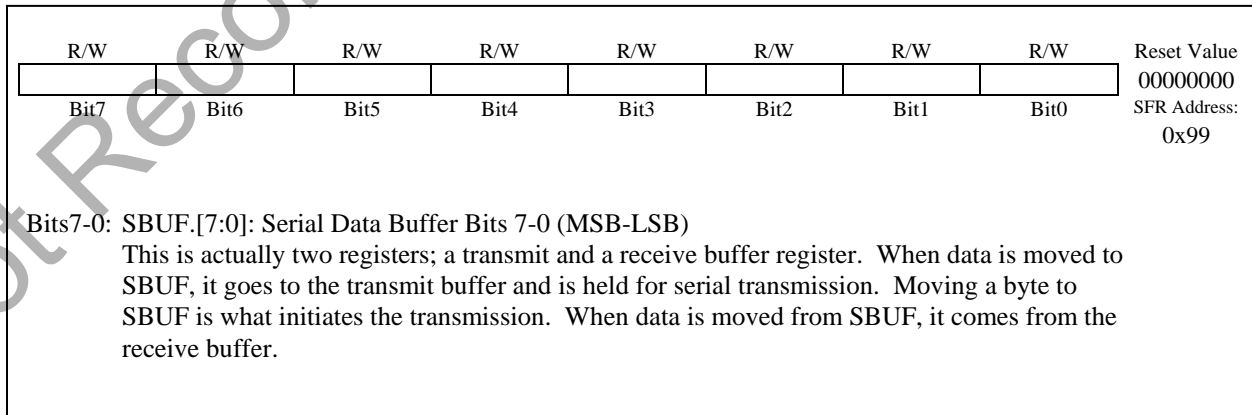 R/W R/W R/W R/W R/W R/W R/W R/W Reset Value
00000000
Bit7 Bit6 Bit5 Bit4 Bit3 Bit2 Bit1 Bit0 SFR Address:
0x99
Bits7-0: SBUF.[7:0]: Serial Data Buffer Bits 7-0 (MSB-LSB)
This is actually two registers; a transmit and a receive buffer register. When data is moved to
SBUF, it goes to the transmit buffer and is held for serial transmission. Moving a byte to
SBUF is what initiates the transmission. When data is moved from SBUF, it comes from the
receive buffer.